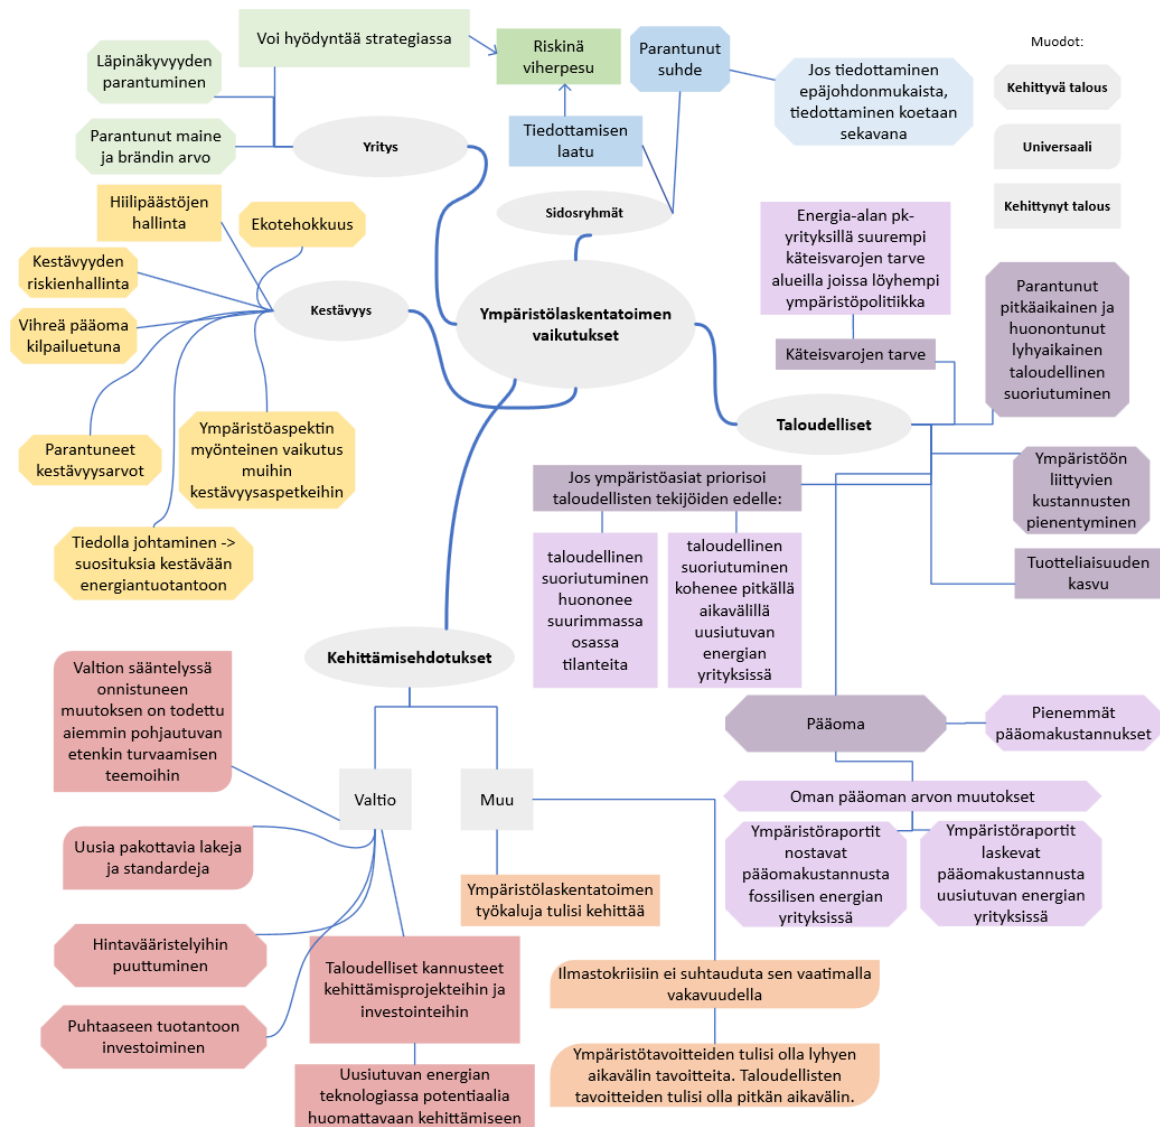 Voi hyödyntää strategiassa
Riskinä
viherpesu
Parantunut
suhde
Muodot:
Läpinäkyvyyden
parantuminen
Jos tiedottaminen
epäjohdonmukaista,
tiedottaminen koetaan
sekavana
Kehittyvä talous
Parantunut maine
ja brändin arvo
Yritys
Tiedottamisen
laatu
Universaali
Hiilipäästöjen
hallinta
Ekotehokkuus
Sidosryhmät
Kehittynyt talous
Energia-alan pk-
yrityksillä suurempi
käteisvarojen tarve
alueilla joissa löyhempi
ympäristöpolitiikka
Kestävyyden
riskienhallinta
Kestävyys
Ympäristölaskentatoimen
vaikutukset
Parantunut
pitkäaikainen ja
huonontunut
lyhyaikainen
taloudellinen
suoriutuminen
Vihreä pääoma
kilpailuetuna
Käteisvarojen tarve
Parantuneet
kestävyysarvot
Ympäristöaspektin
myönteinen vaikutus
muihin
kestävyysaspetkeihin
Taloudelliset
Jos ympäristöasiat priorisoi
taloudellisten tekijöiden edelle:
Ympäristöön
liittyvien
kustannusten
pienentyminen
Tiedolla johtaminen ->
suosituksia kestävään
energiantuotantoon
taloudellinen
suoriutuminen
huononee
suurimmassa
osassa
tilanteita
taloudellinen
suoriutuminen
kohenee pitkällä
aikavälillä
uusiutuvan
energian
yrityksissä
Tuotteliaisuuden
kasvu
Kehittämisehdotukset
Valtion sääntelyssä
onnistuneen
muutoksen on todettu
aiemmin pohjautuvan
etenkin turvaamisen
teemoihin
Pääoma
Pienemmät
pääomakustannukset
Valtio
Muu
Oman pääoman arvon muutokset
Uusia pakottavia lakeja
ja standardeja
Ympäristöraportit
nostavat
pääomakustannusta
fossilisen energian
yrityksissä
Ympäristöraportit
laskevat
pääomakustannusta
uusiutuvan energian
yrityksissä
Ympäristölaskentatoimen
työkaluja tulisi kehittää
Hintavääristelyihin
puuttuminen
Taloudelliset kannusteet
kehittämisprojekteihin ja
investointeihin
Ilmastokriisiin ei suhtauduta sen vaatimalla
vakavuudella
Puhtaaseen tuotantoon
investoiminen
Uusiutuvan energian
teknologiassa potentiaalia
huomattavaan kehittämiseen
Ympäristötavoitteiden tulisi olla lyhyen
aikavälin tavoitteita. Taloudellisten
tavoitteiden tulisi olla pitkän aikavälin.